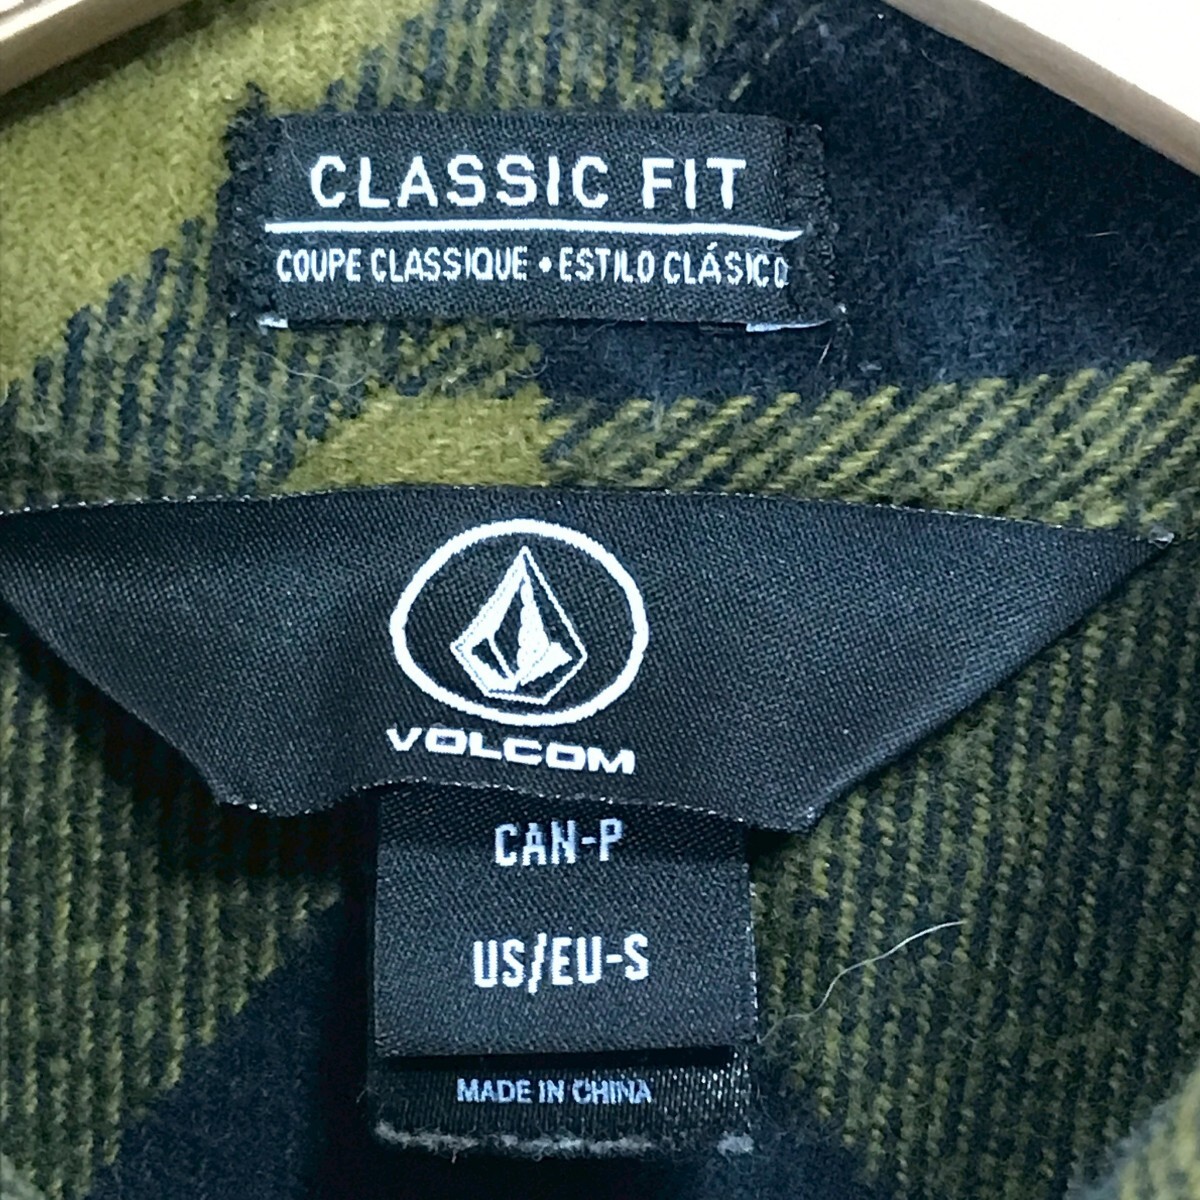 CLASSIC FIT
COUPE CLASSIQUE • ESTILO CLÁSICO
VOLCOM
CAN-P
US/EU-S
MADE IN CHINA